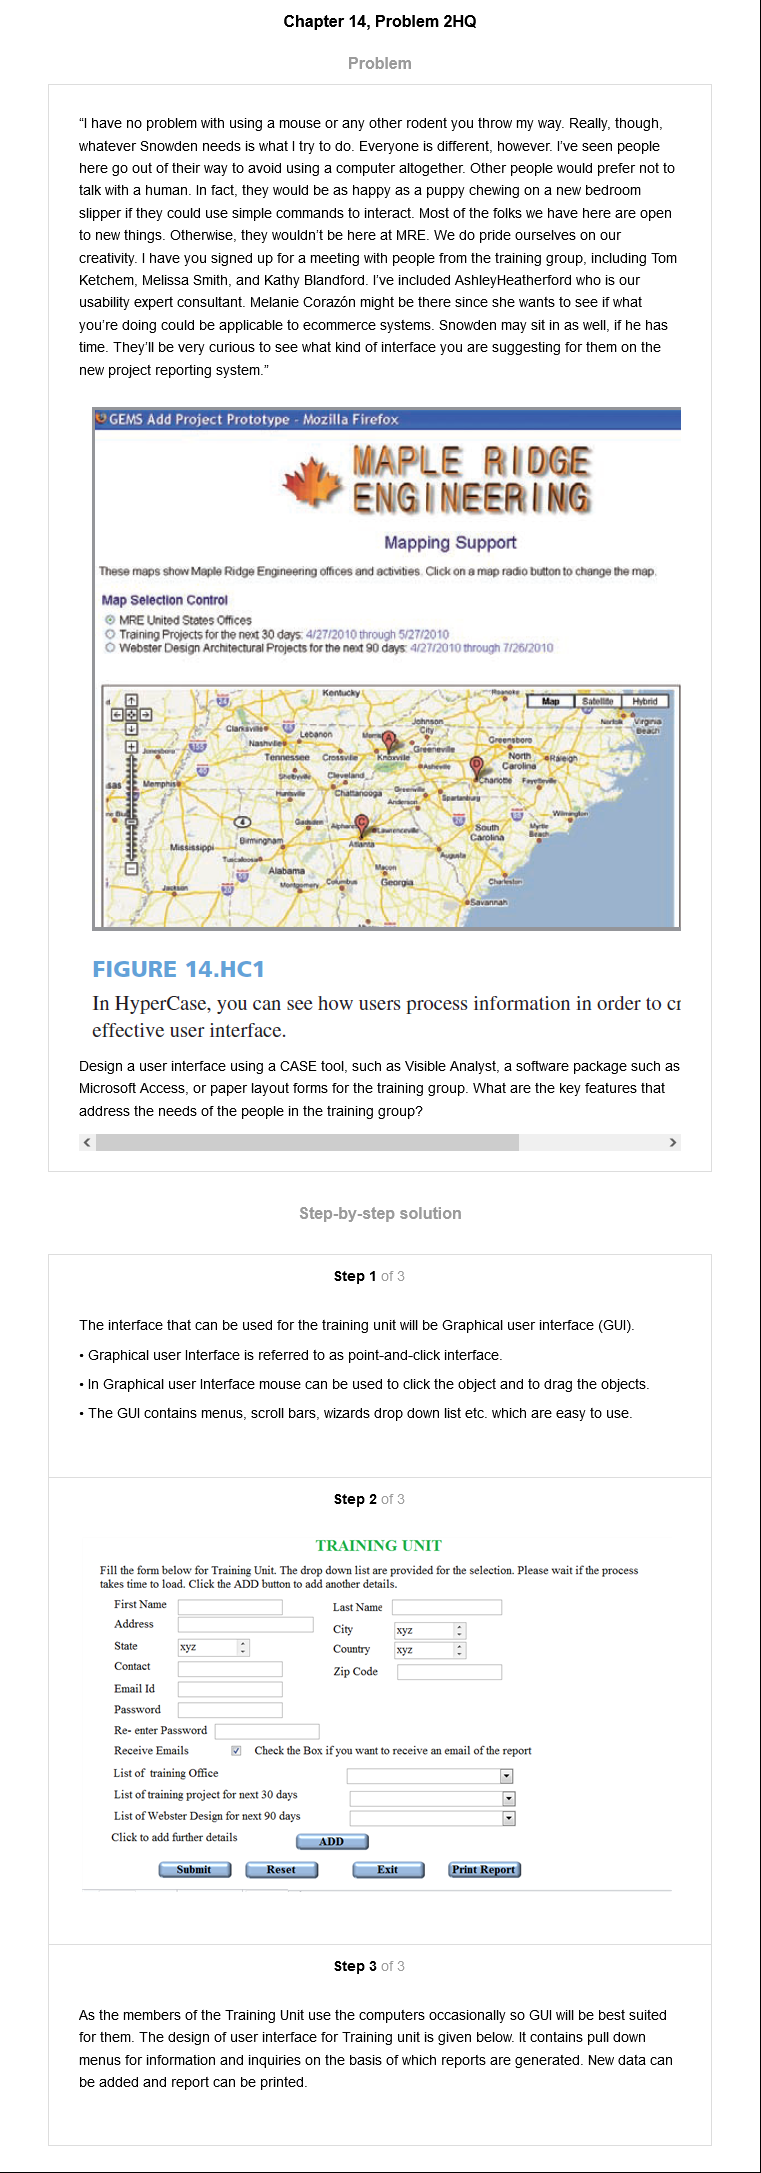 Chapter 14, Problem 2HQ
Problem
“I have no problem with using a mouse or any other rodent you throw my way. Really, though,
whatever Snowden needs is what I try to do. Everyone is different, however. I’ve seen people
here go out of their way to avoid using a computer altogether. Other people would prefer not to
talk with a human. In fact, they would be as happy as a puppy chewing on a new bedroom
slipper if they could use simple commands to interact. Most of the folks we have here are open
to new things. Otherwise, they wouldn’t be here at MRE. We do pride ourselves on our
creativity. I have you signed up for a meeting with people from the training group, including Tom
Ketchem, Melissa Smith, and Kathy Blandford. I’ve included AshleyHeatherford who is our
usability expert consultant. Melanie Corazón might be there since she wants to see if what
you’re doing could be applicable to ecommerce systems. Snowden may sit in as well, if he has
time. They’ll be very curious to see what kind of interface you are suggesting for them on the
new project reporting system.”
GEMS Add Project Prototype - Mozilla Firefox
MAPLE RIDGE
ENGINEERING
Mapping Support
These maps show Maple Ridge Engineering offices and activities. Click on a map radio button to change the map.
Map Selection Control
MRE United States Offices
Training Projects for the next 30 days: 4/27/2010 through 5/27/2010
Webster Design Architectural Projects for the next 90 days: 4/27/2010 through 7/26/2010
Kentucky
Roanoke
Map Satellite Hybrid
Norfolk Virginia
Beach
Clarksville
Lebanon
Johnson
City
Nashville
Greensboro
Jonesboro
Greeneville
Tennessee Crossville Knoxville
North
Carolina
Raleigh
Asheville
Memphis
Shelbyville
Cleveland
Charlotte Fayetteville
Huntsville
Chattanooga
Greenville
Anderson
Spartanburg
Wilmington
4
Gadsden
Alpharetta
Lawrenceville
South
Carolina
Myrtle
Beach
Mississippi
Birmingham
Atlanta
Tuscaloosa
Augusta
Alabama
Macon
Jackson
Montgomery
Columbus
Georgia
Charleston
Savannah
A
D
C
FIGURE 14.HC1
In HyperCase, you can see how users process information in order to cr
effective user interface.
Design a user interface using a CASE tool, such as Visible Analyst, a software package such as
Microsoft Access, or paper layout forms for the training group. What are the key features that
address the needs of the people in the training group?
Step-by-step solution
Step 1 of 3
The interface that can be used for the training unit will be Graphical user interface (GUI).
• Graphical user Interface is referred to as point-and-click interface.
• In Graphical user Interface mouse can be used to click the object and to drag the objects.
• The GUI contains menus, scroll bars, wizards drop down list etc. which are easy to use.
Step 2 of 3
TRAINING UNIT
Fill the form below for Training Unit. The drop down list are provided for the selection. Please wait if the process
takes time to load. Click the ADD button to add another details.
First Name
Last Name
Address
City xyz
State xyz
Country xyz
Contact
Zip Code
Email Id
Password
Re- enter Password
Receive Emails Check the Box if you want to receive an email of the report
List of training Office
List of training project for next 30 days
List of Webster Design for next 90 days
Click to add further details ADD
Submit Reset Exit Print Report
Step 3 of 3
As the members of the Training Unit use the computers occasionally so GUI will be best suited
for them. The design of user interface for Training unit is given below. It contains pull down
menus for information and inquiries on the basis of which reports are generated. New data can
be added and report can be printed.